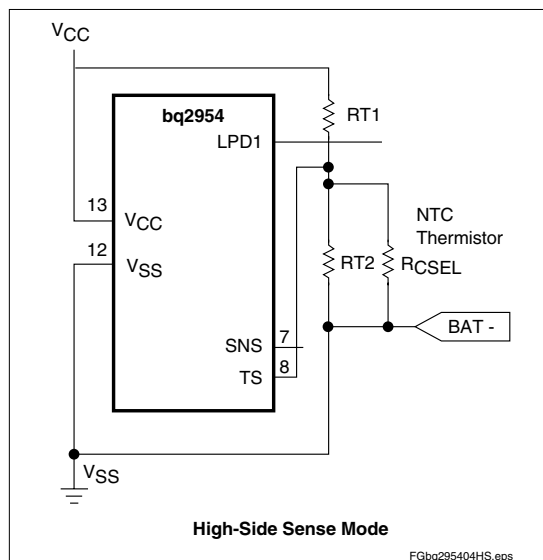 VCC
bq2954
RT1
LPD1
13
VCC
NTC
Thermistor
12
VSS
RT2
RCSEL
BAT -
SNS
7
TS
8
VSS
High-Side Sense Mode
FGbq295404HS.eps